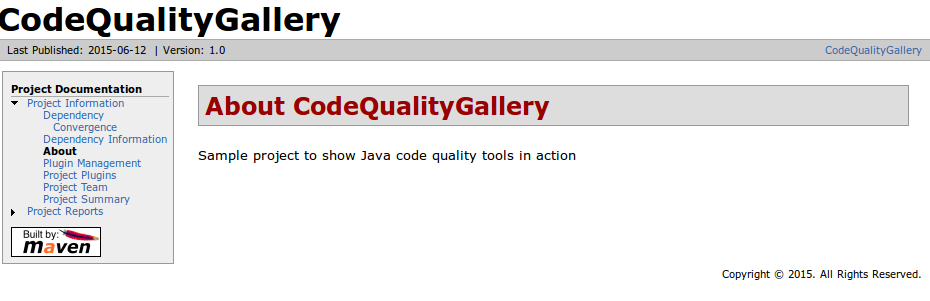 CodeQualityGallery
Last Published: 2015-06-12 | Version: 1.0
CodeQualityGallery
Project Documentation
Project Information
Dependency
Convergence
Dependency Information
About
Plugin Management
Project Plugins
Project Team
Project Summary
Project Reports
Built by:
maven
About CodeQualityGallery
Sample project to show Java code quality tools in action
Copyright © 2015. All Rights Reserved.